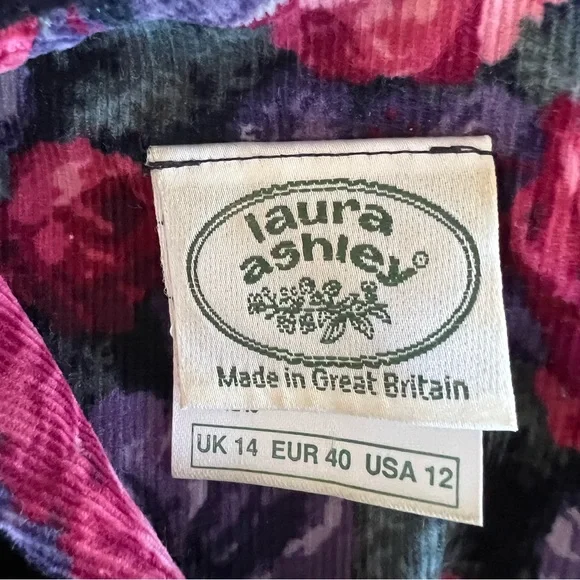 laura
ashley®
Made in Great Britain
UK 14 EUR 40 USA 12